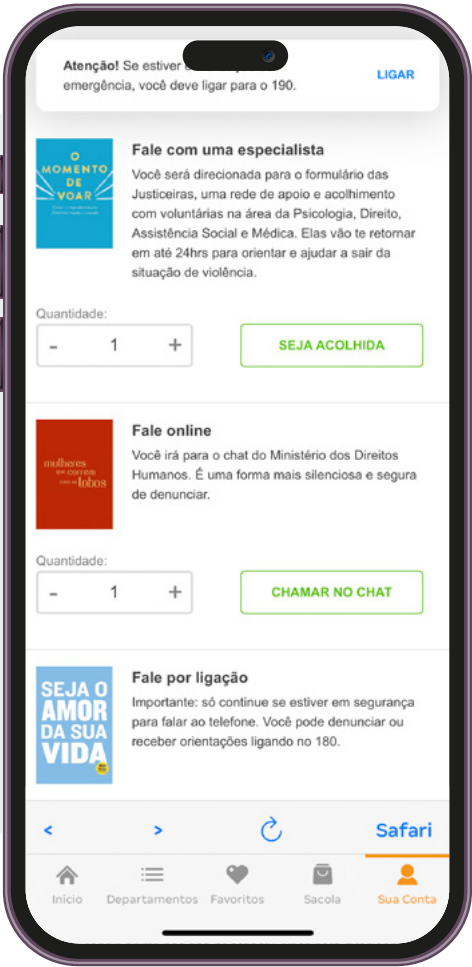 Atenção! Se estiver e
emergência, você deve ligar para o 190.
LIGAR
O
MOMENTO
DE
VOAR
Fale com uma especialista
Você será direcionada para o formulário das
Justiceiras, uma rede de apoio e acolhimento
com voluntárias na área da Psicologia, Direito,
Assistência Social e Médica. Elas vão te retornar
em até 24hrs para orientar e ajudar a sair da
situação de violência.
Quantidade:
- 1 +
SEJA ACOLHIDA
mulheres
que correm
com os lobos
Fale online
Você irá para o chat do Ministério dos Direitos
Humanos. É uma forma mais silenciosa e segura
de denunciar.
Quantidade:
- 1 +
CHAMAR NO CHAT
SEJA O
AMOR
DA SUA
VIDA
Fale por ligação
Importante: só continue se estiver em segurança
para falar ao telefone. Você pode denunciar ou
receber orientações ligando no 180.
< > Safari
Início Departamentos Favoritos Sacola Sua Conta